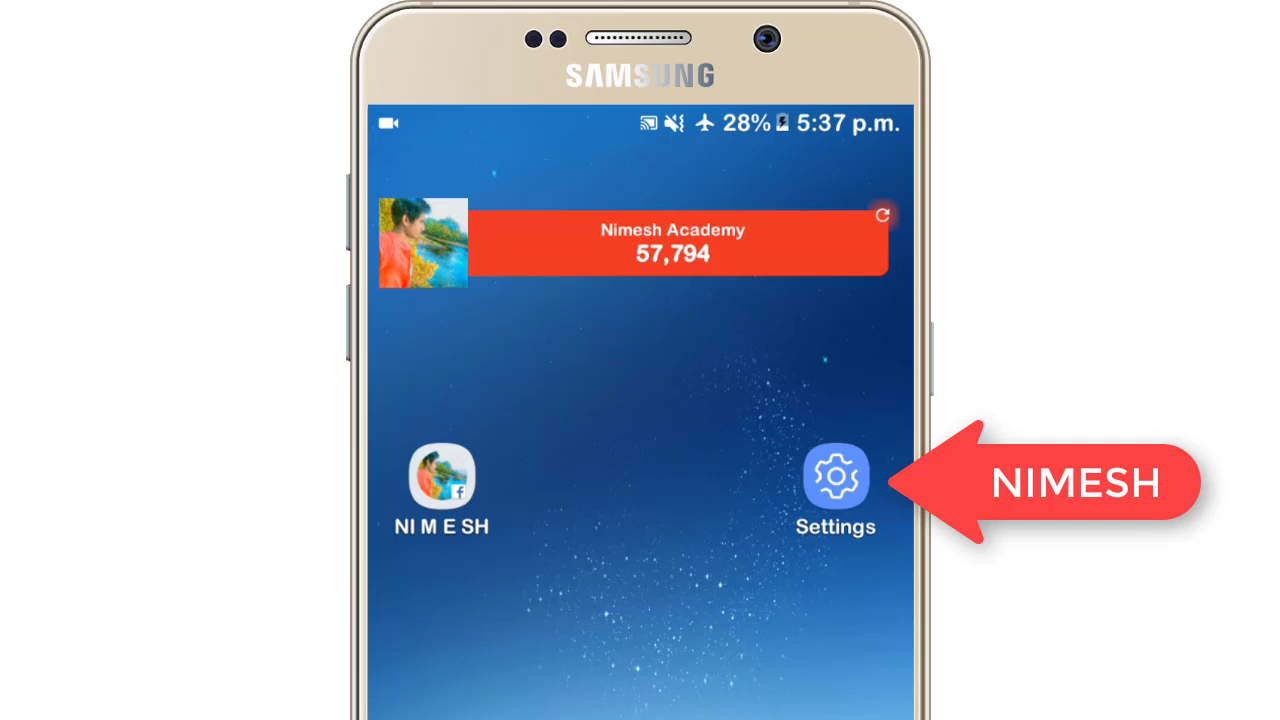 SAMSUNG
28% 5:37 p.m.
Nimesh Academy
57,794
NI M E SH
Settings
NIMESH